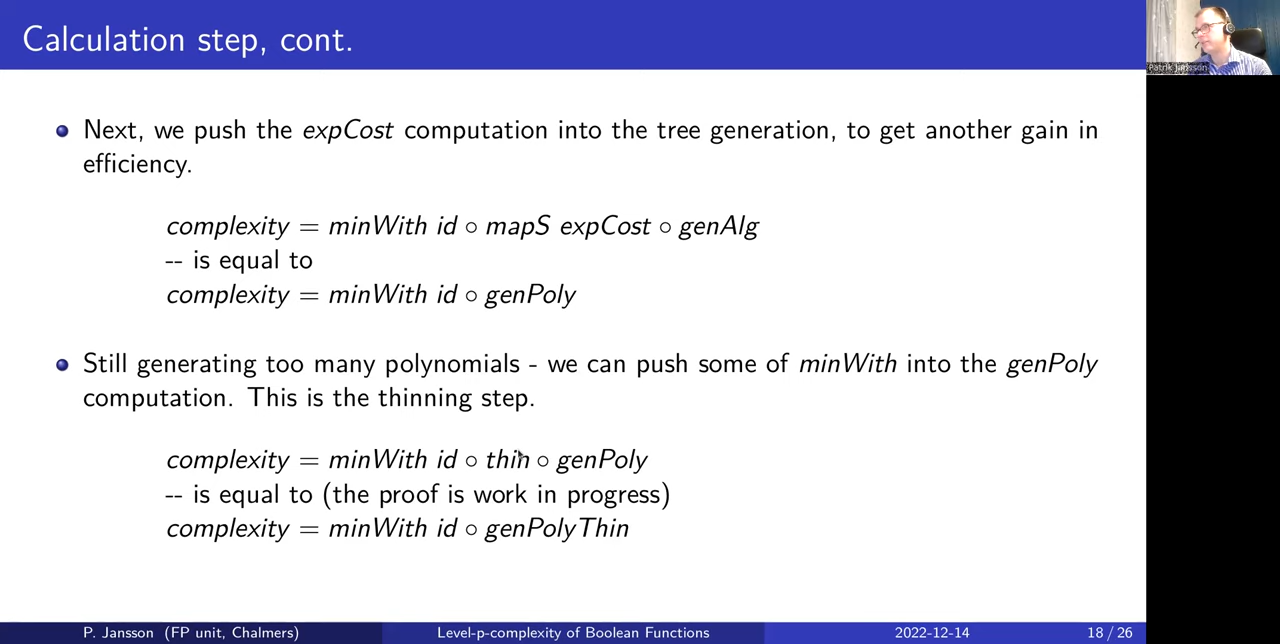 Calculation step, cont.
Patrik Jansson
Next, we push the expCost computation into the tree generation, to get another gain in
efficiency.
complexity = minWith id ∘ mapS expCost ∘ genAlg
-- is equal to
complexity = minWith id ∘ genPoly
Still generating too many polynomials - we can push some of minWith into the genPoly
computation. This is the thinning step.
complexity = minWith id ∘ thin ∘ genPoly
-- is equal to (the proof is work in progress)
complexity = minWith id ∘ genPolyThin
P. Jansson (FP unit, Chalmers) Level-p-complexity of Boolean Functions 2022-12-14 18 / 26